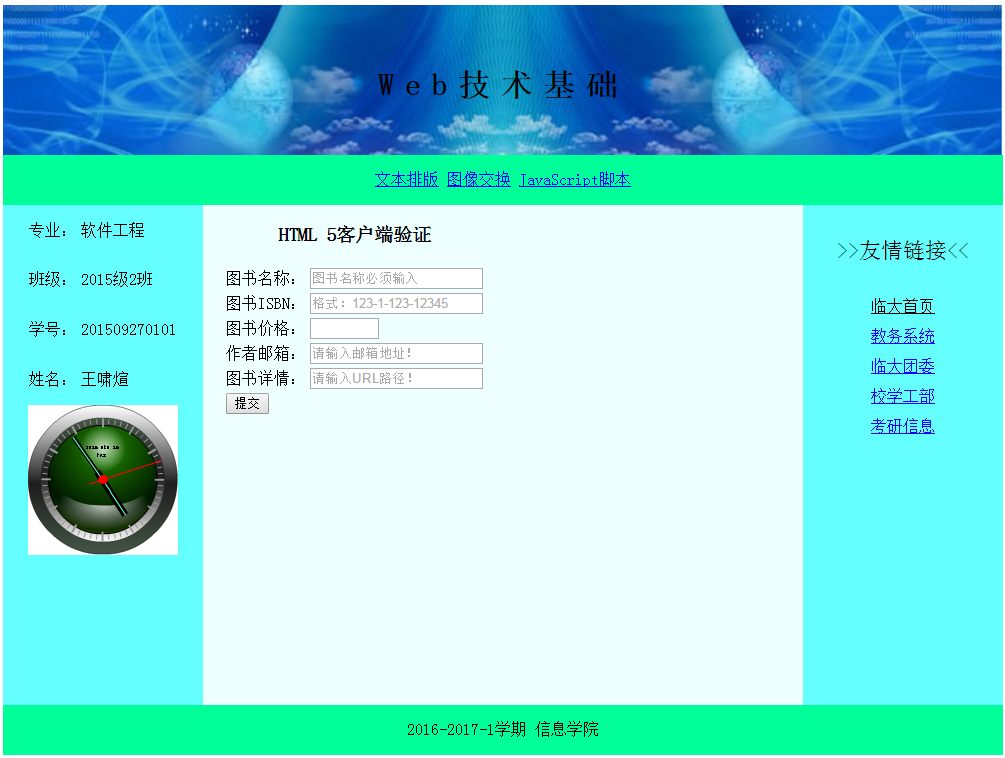 Web技术基础
文本排版 图像交换 JavaScript脚本
专业： 软件工程
班级： 2015级2班
学号： 201509270101
姓名： 王啸煊
HTML 5客户端验证
图书名称： 图书名称必须输入
图书ISBN： 格式：123-1-123-12345
图书价格：
作者邮箱： 请输入邮箱地址！
图书详情： 请输入URL路径！
提交
>>友情链接<<
临大首页
教务系统
临大团委
校学工部
考研信息
2016-2017-1学期 信息学院